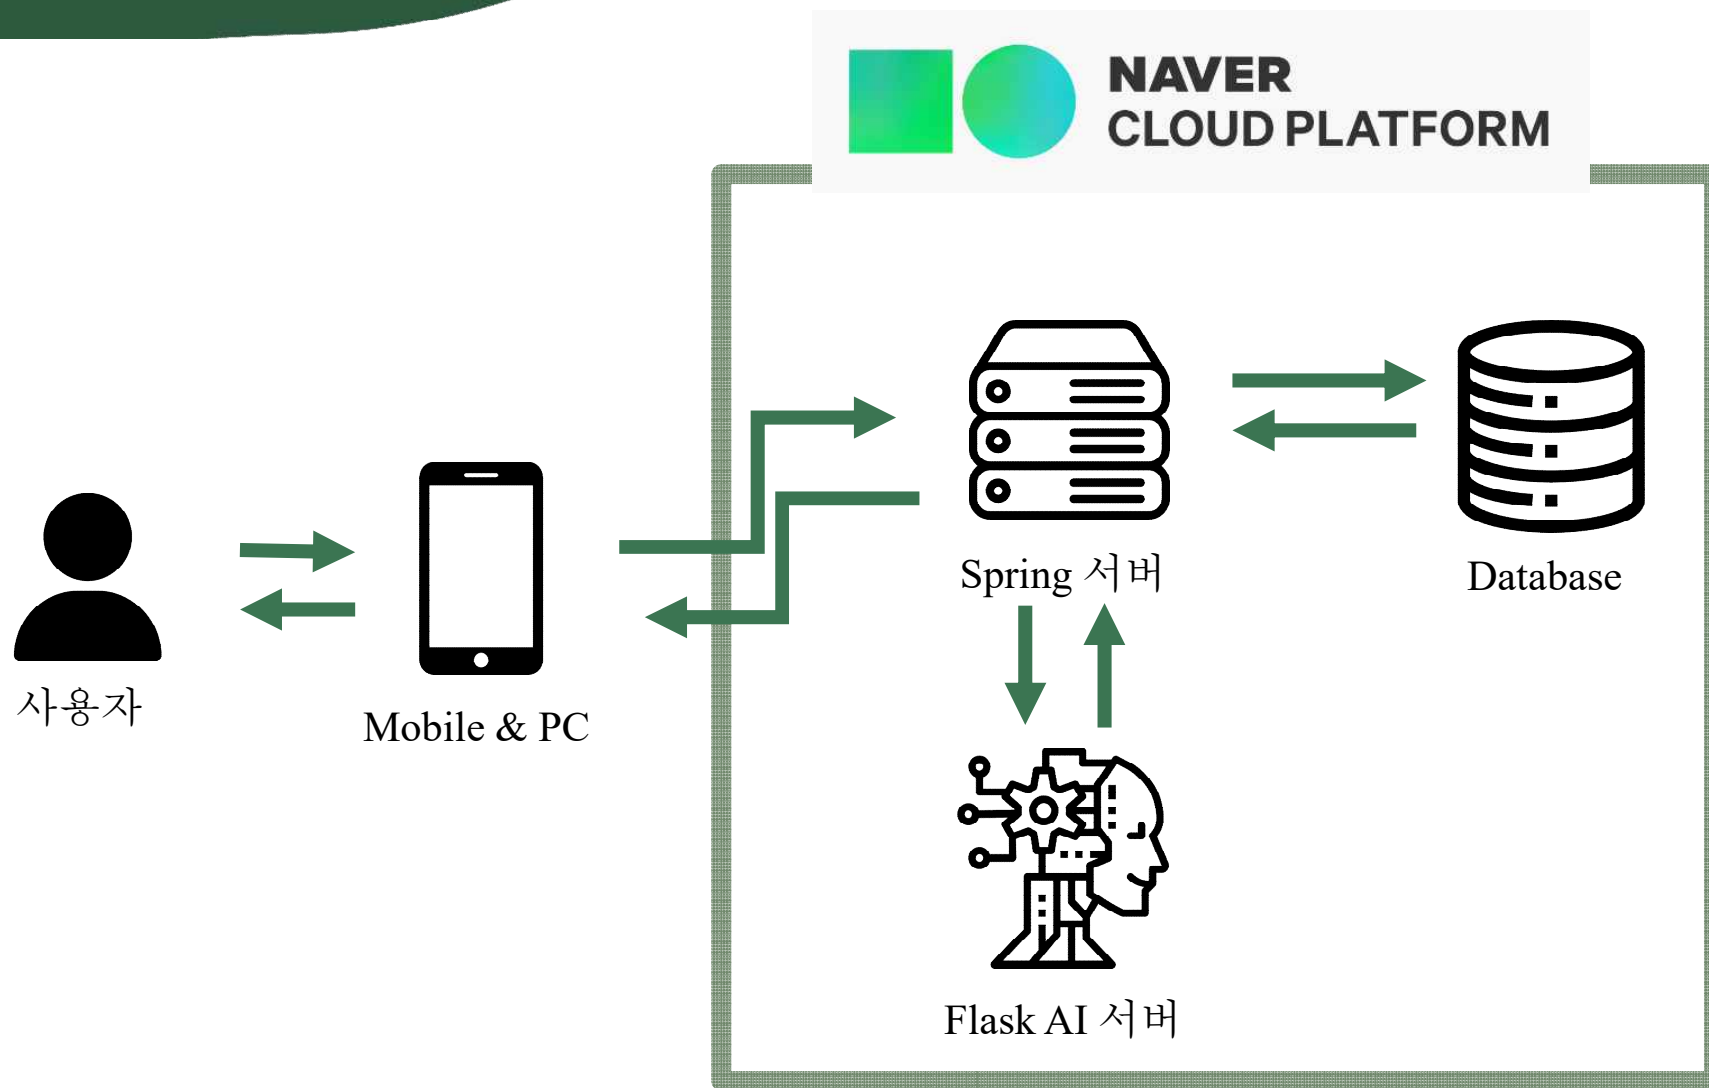 NAVER
CLOUD PLATFORM
Spring 서버
Database
사용자
Mobile & PC
Flask AI 서버